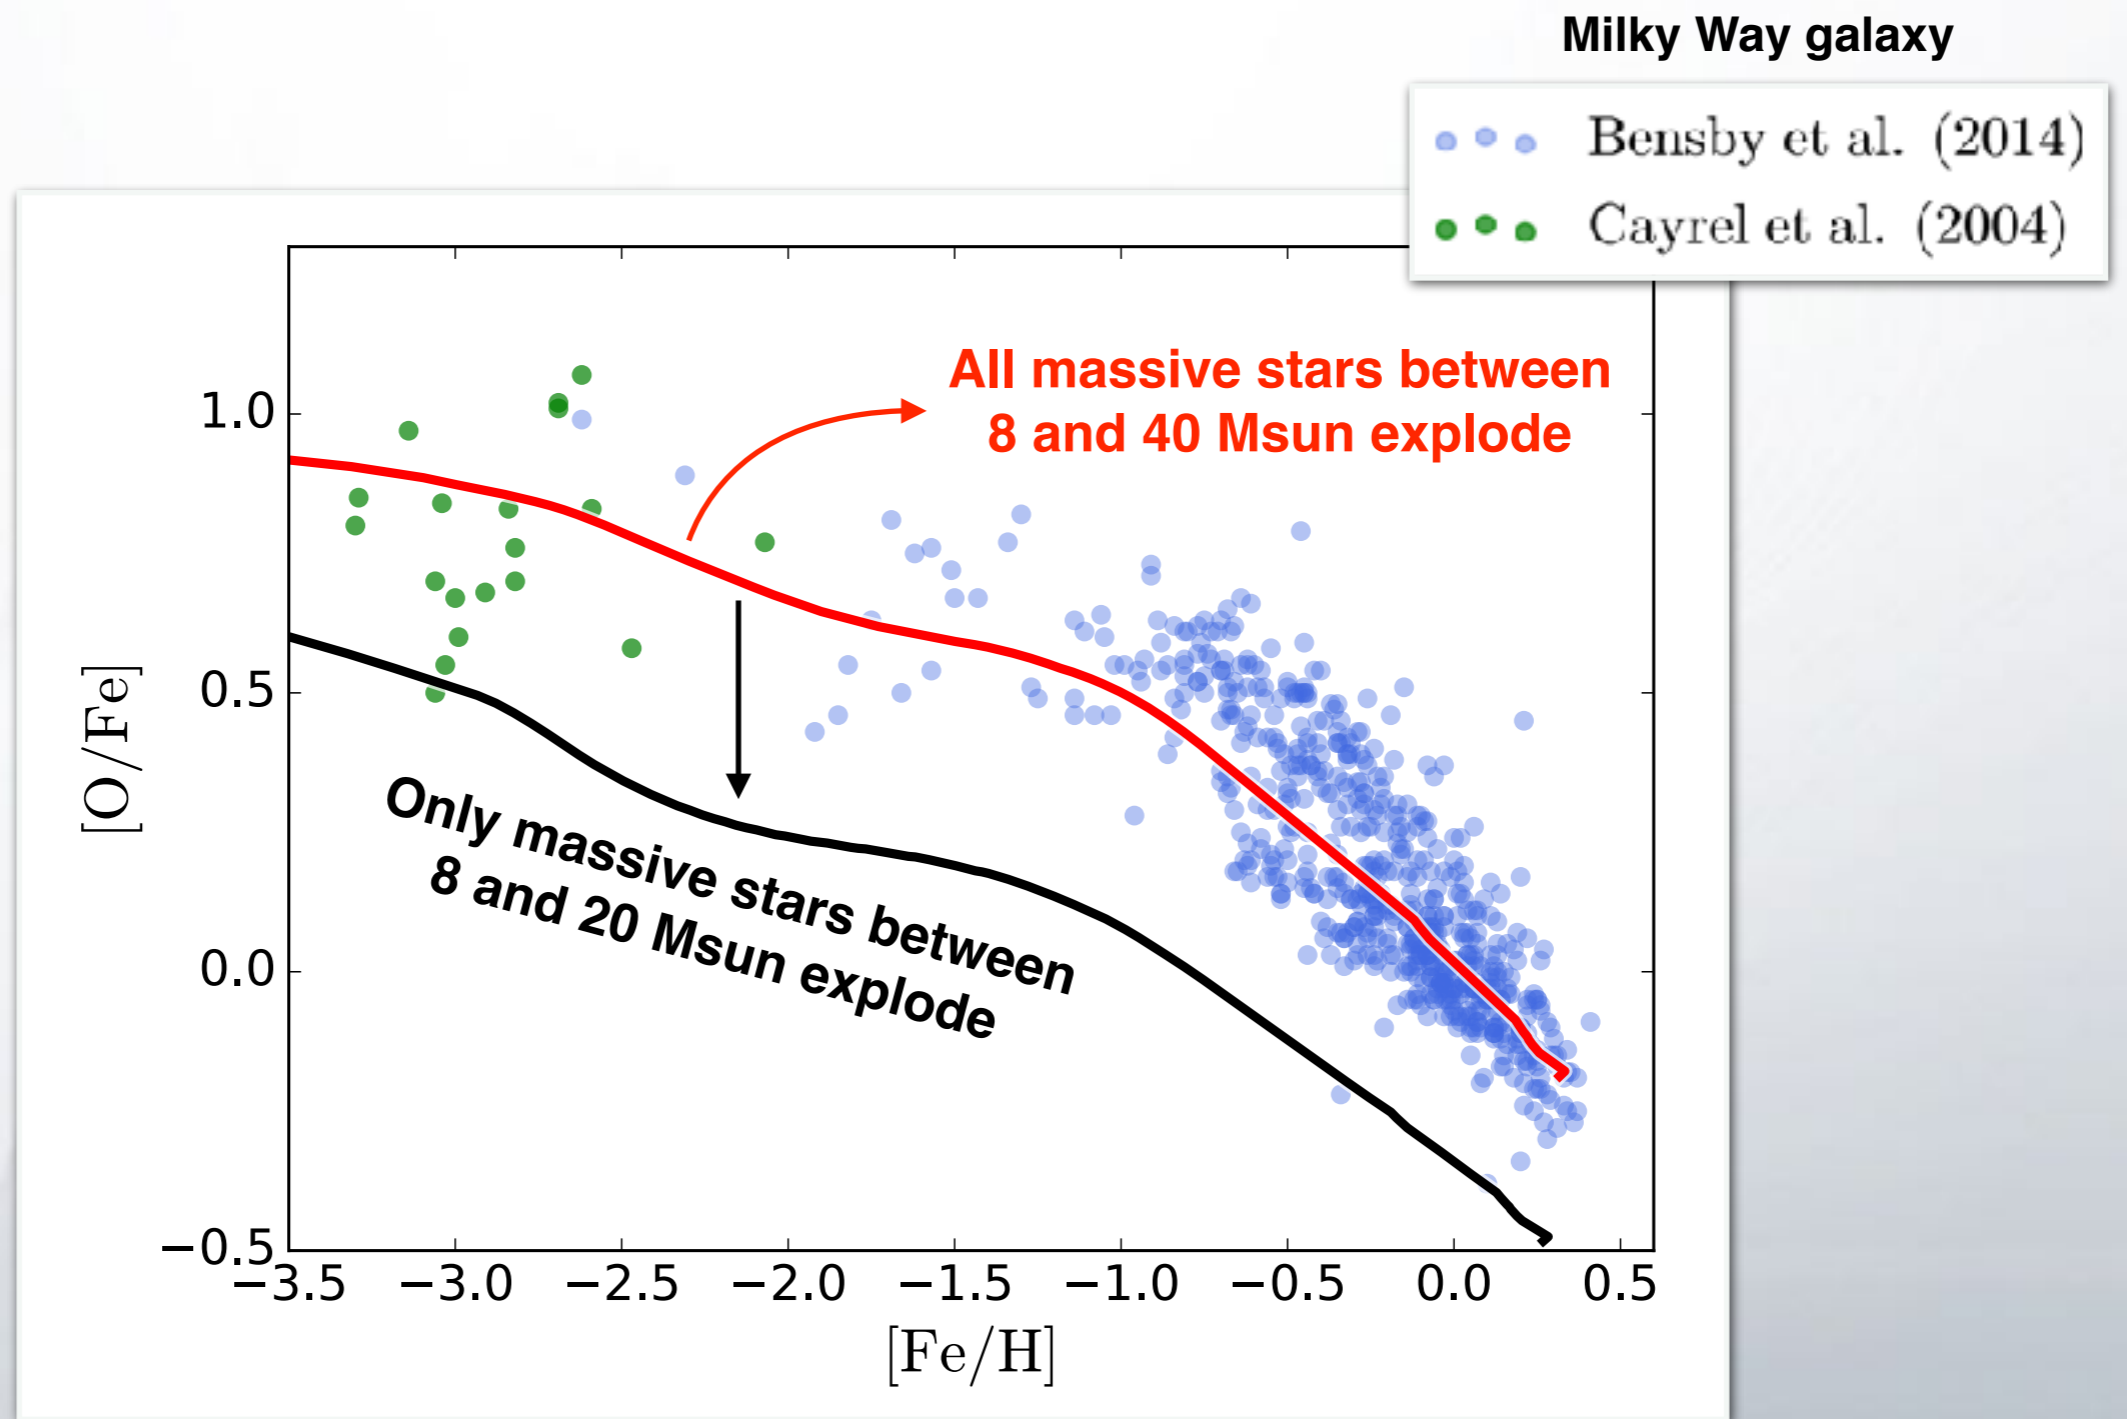 Milky Way galaxy
Bensby et al. (2014)
Cayrel et al. (2004)
All massive stars between
8 and 40 Msun explode
1.0
0.5
0.0
−0.5
[O/Fe]
Only massive stars between
8 and 20 Msun explode
−3.5 −3.0 −2.5 −2.0 −1.5 −1.0 −0.5 0.0 0.5
[Fe/H]